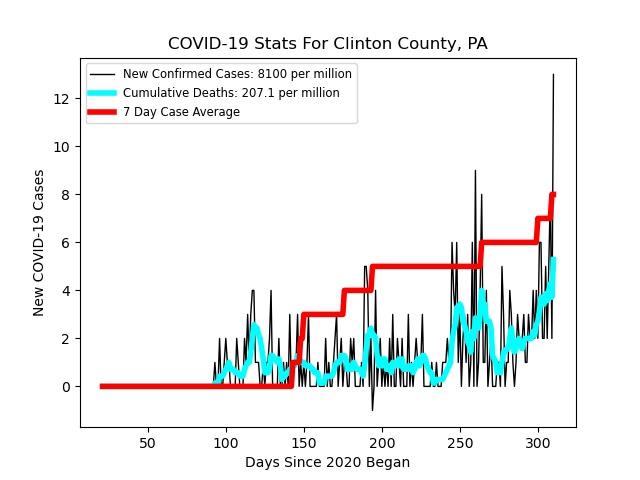 COVID-19 Stats For Clinton County, PA
New Confirmed Cases: 8100 per million
Cumulative Deaths: 207.1 per million
7 Day Case Average
New COVID-19 Cases
12
10
8
6
4
2
0
50 100 150 200 250 300
Days Since 2020 Began